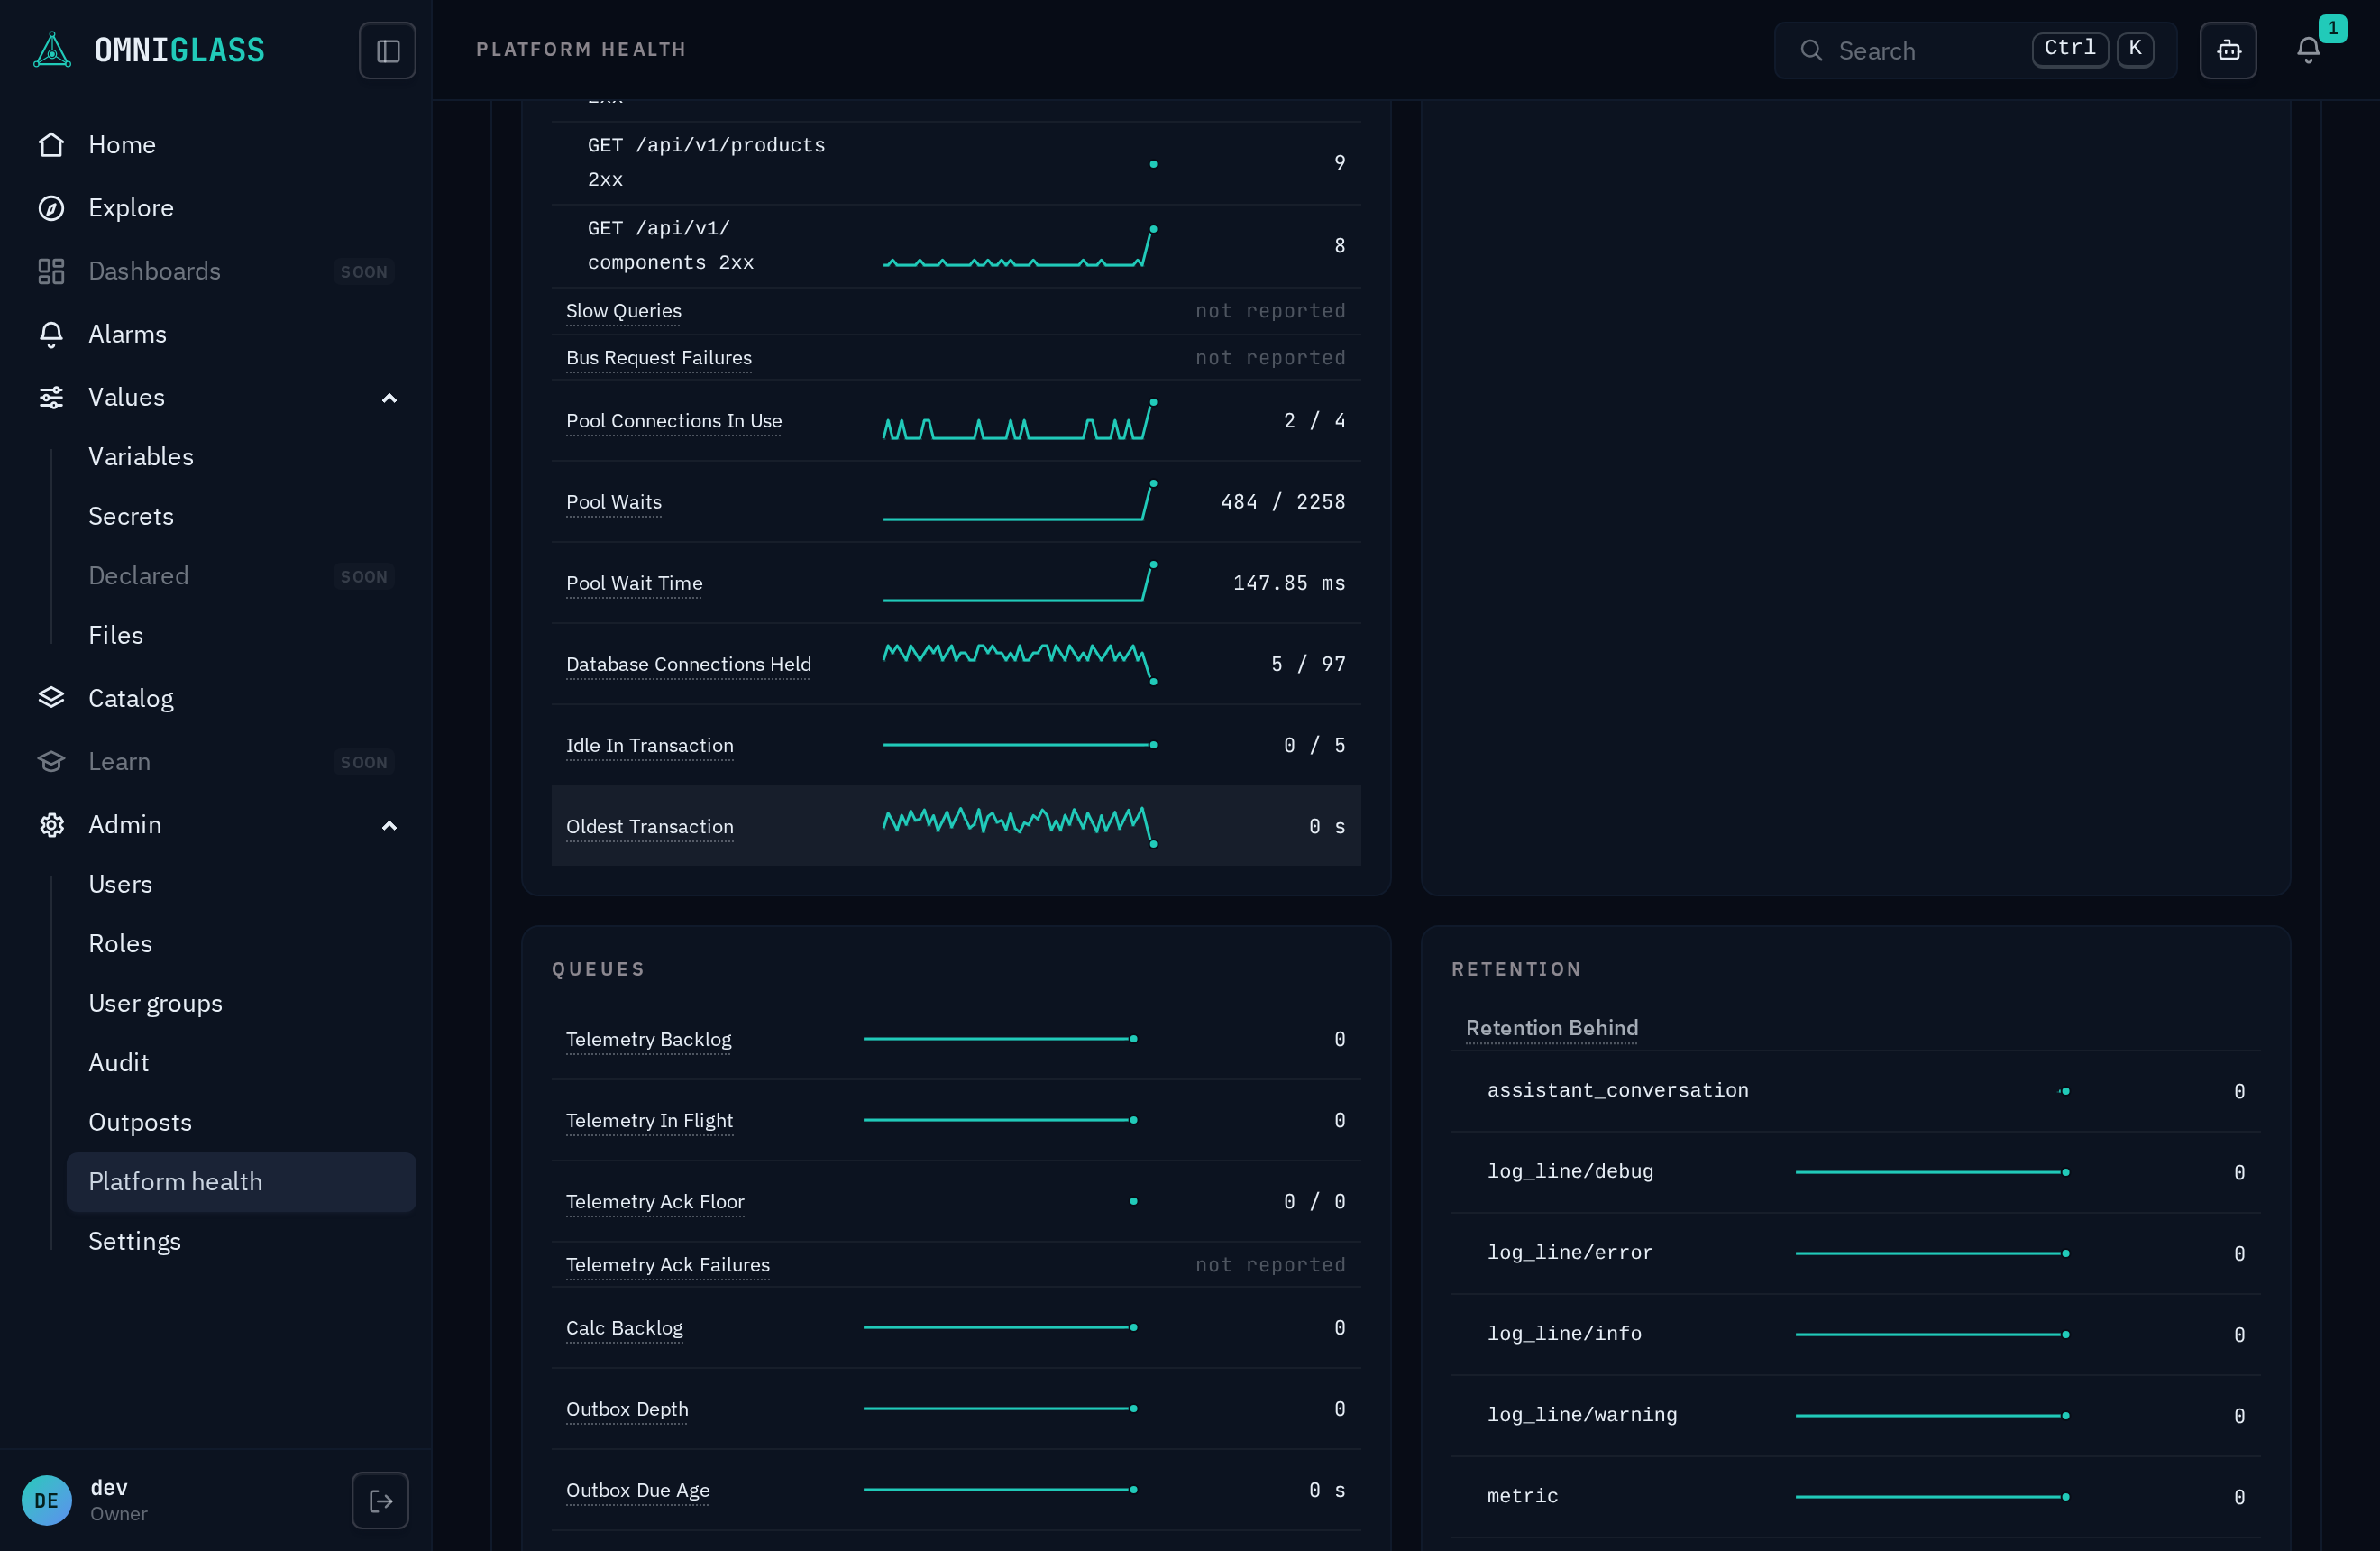 OMNIGLASS
PLATFORM HEALTH
Search
Ctrl
K
1
Home
Explore
Dashboards
SOON
Alarms
Values
Variables
Secrets
Declared
SOON
Files
Catalog
Learn
SOON
Admin
Users
Roles
User groups
Audit
Outposts
Platform health
Settings
DE
dev
Owner
2xx
GET /api/v1/products
2xx
9
GET /api/v1/
components 2xx
8
Slow Queries
not reported
Bus Request Failures
not reported
Pool Connections In Use
2 / 4
Pool Waits
484 / 2258
Pool Wait Time
147.85 ms
Database Connections Held
5 / 97
Idle In Transaction
0 / 5
Oldest Transaction
0 s
QUEUES
Telemetry Backlog
0
Telemetry In Flight
0
Telemetry Ack Floor
0 / 0
Telemetry Ack Failures
not reported
Calc Backlog
0
Outbox Depth
0
Outbox Due Age
0 s
RETENTION
Retention Behind
assistant_conversation
0
log_line/debug
0
log_line/error
0
log_line/info
0
log_line/warning
0
metric
0